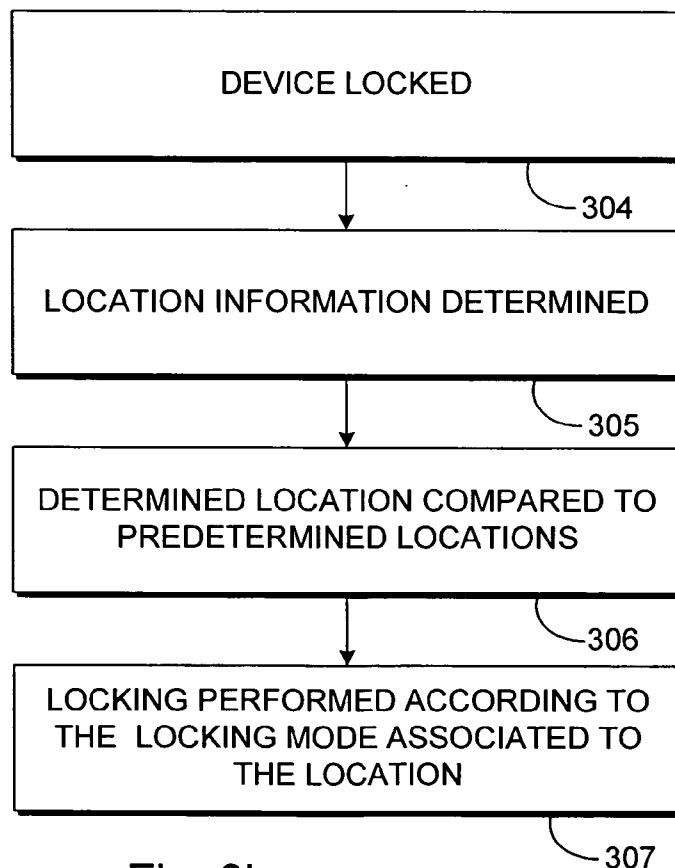 DEVICE LOCKED
304
LOCATION INFORMATION DETERMINED
305
DETERMINED LOCATION COMPARED TO
PREDETERMINED LOCATIONS
306
LOCKING PERFORMED ACCORDING TO
THE LOCKING MODE ASSOCIATED TO
THE LOCATION
307